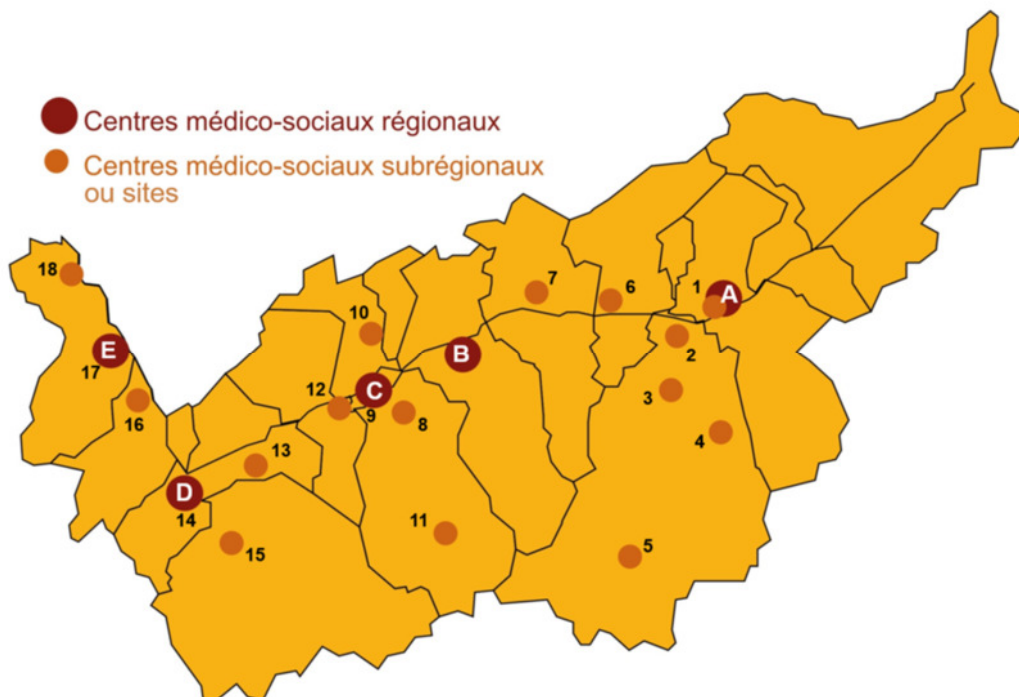 Centres médico-sociaux régionaux
Centres médico-sociaux subrégionaux
ou sites
18
7
6
1
A
10
E
B
2
17
C
12
9
8
3
16
4
13
D
14
11
15
5